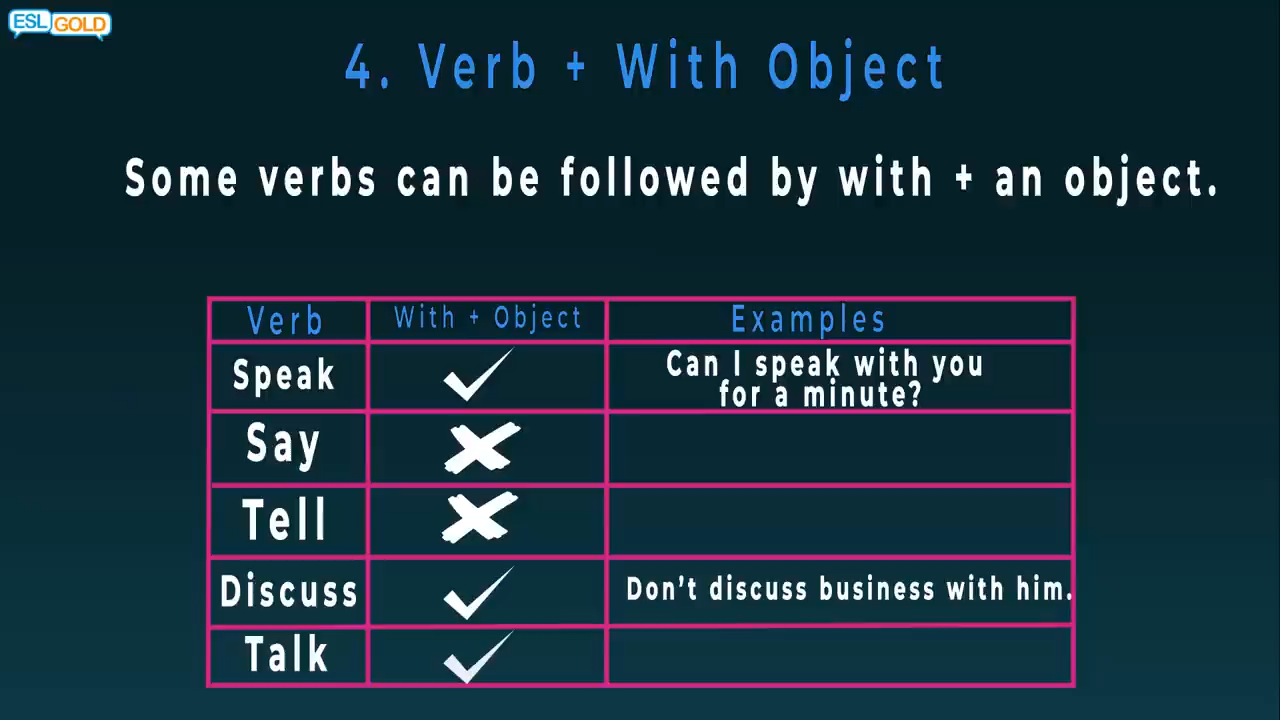 ESL GOLD
4. Verb + With Object
Some verbs can be followed by with + an object.
Verb With + Object Examples
Speak Can I speak with you
for a minute?
Say
Tell
Discuss Don't discuss business with him.
Talk